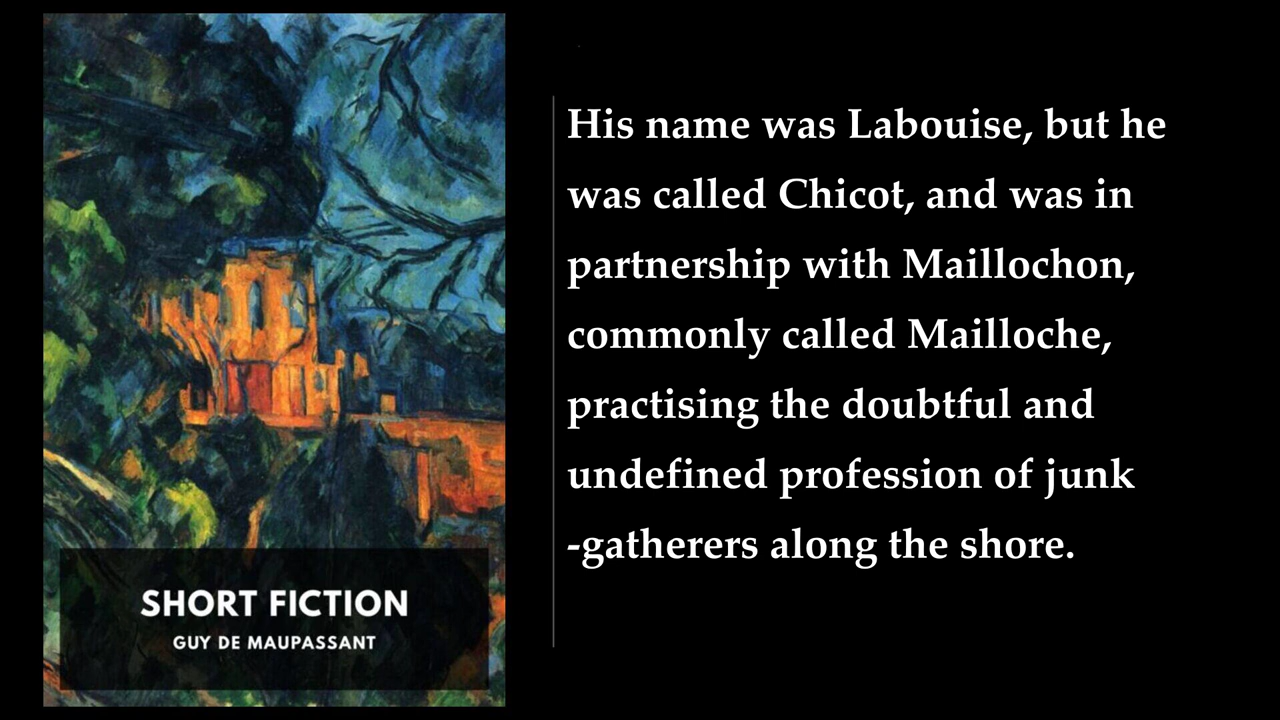 His name was Labouise, but he
was called Chicot, and was in
partnership with Maillochon,
commonly called Mailloche,
practising the doubtful and
undefined profession of junk
-gatherers along the shore.
SHORT FICTION
GUY DE MAUPASSANT